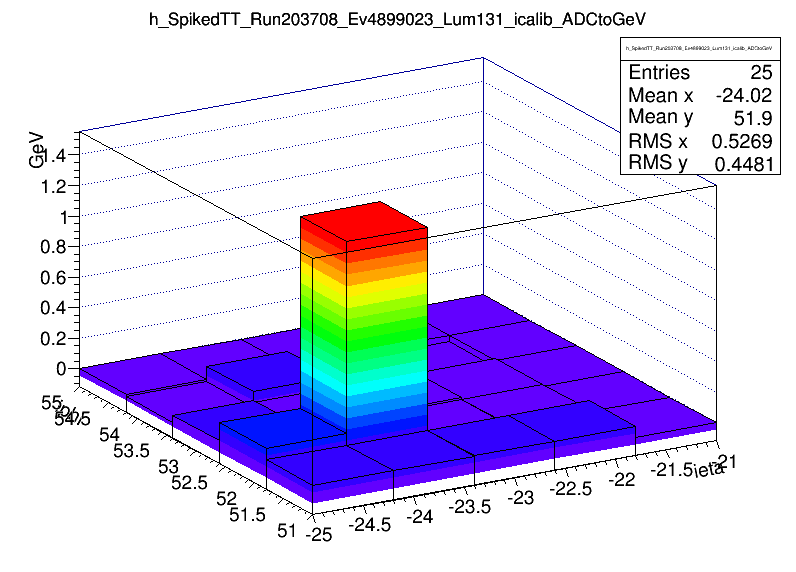 h_SpikedTT_Run203708_Ev4899023_Lum131_icalib_ADCtoGeV
h_SpikedTT_Run203708_Ev4899023_Lum131_icalib_ADCtoGeV
Entries 25
Mean x -24.02
Mean y 51.9
RMS x 0.5269
RMS y 0.4481
GeV
1.4
1.2
1
0.8
0.6
0.4
0.2
0
55
54.5
54
53.5
53
52.5
52
51.5
51
-25
-24.5
-24
-23.5
-23
-22.5
-22
-21.5
-21
ieta